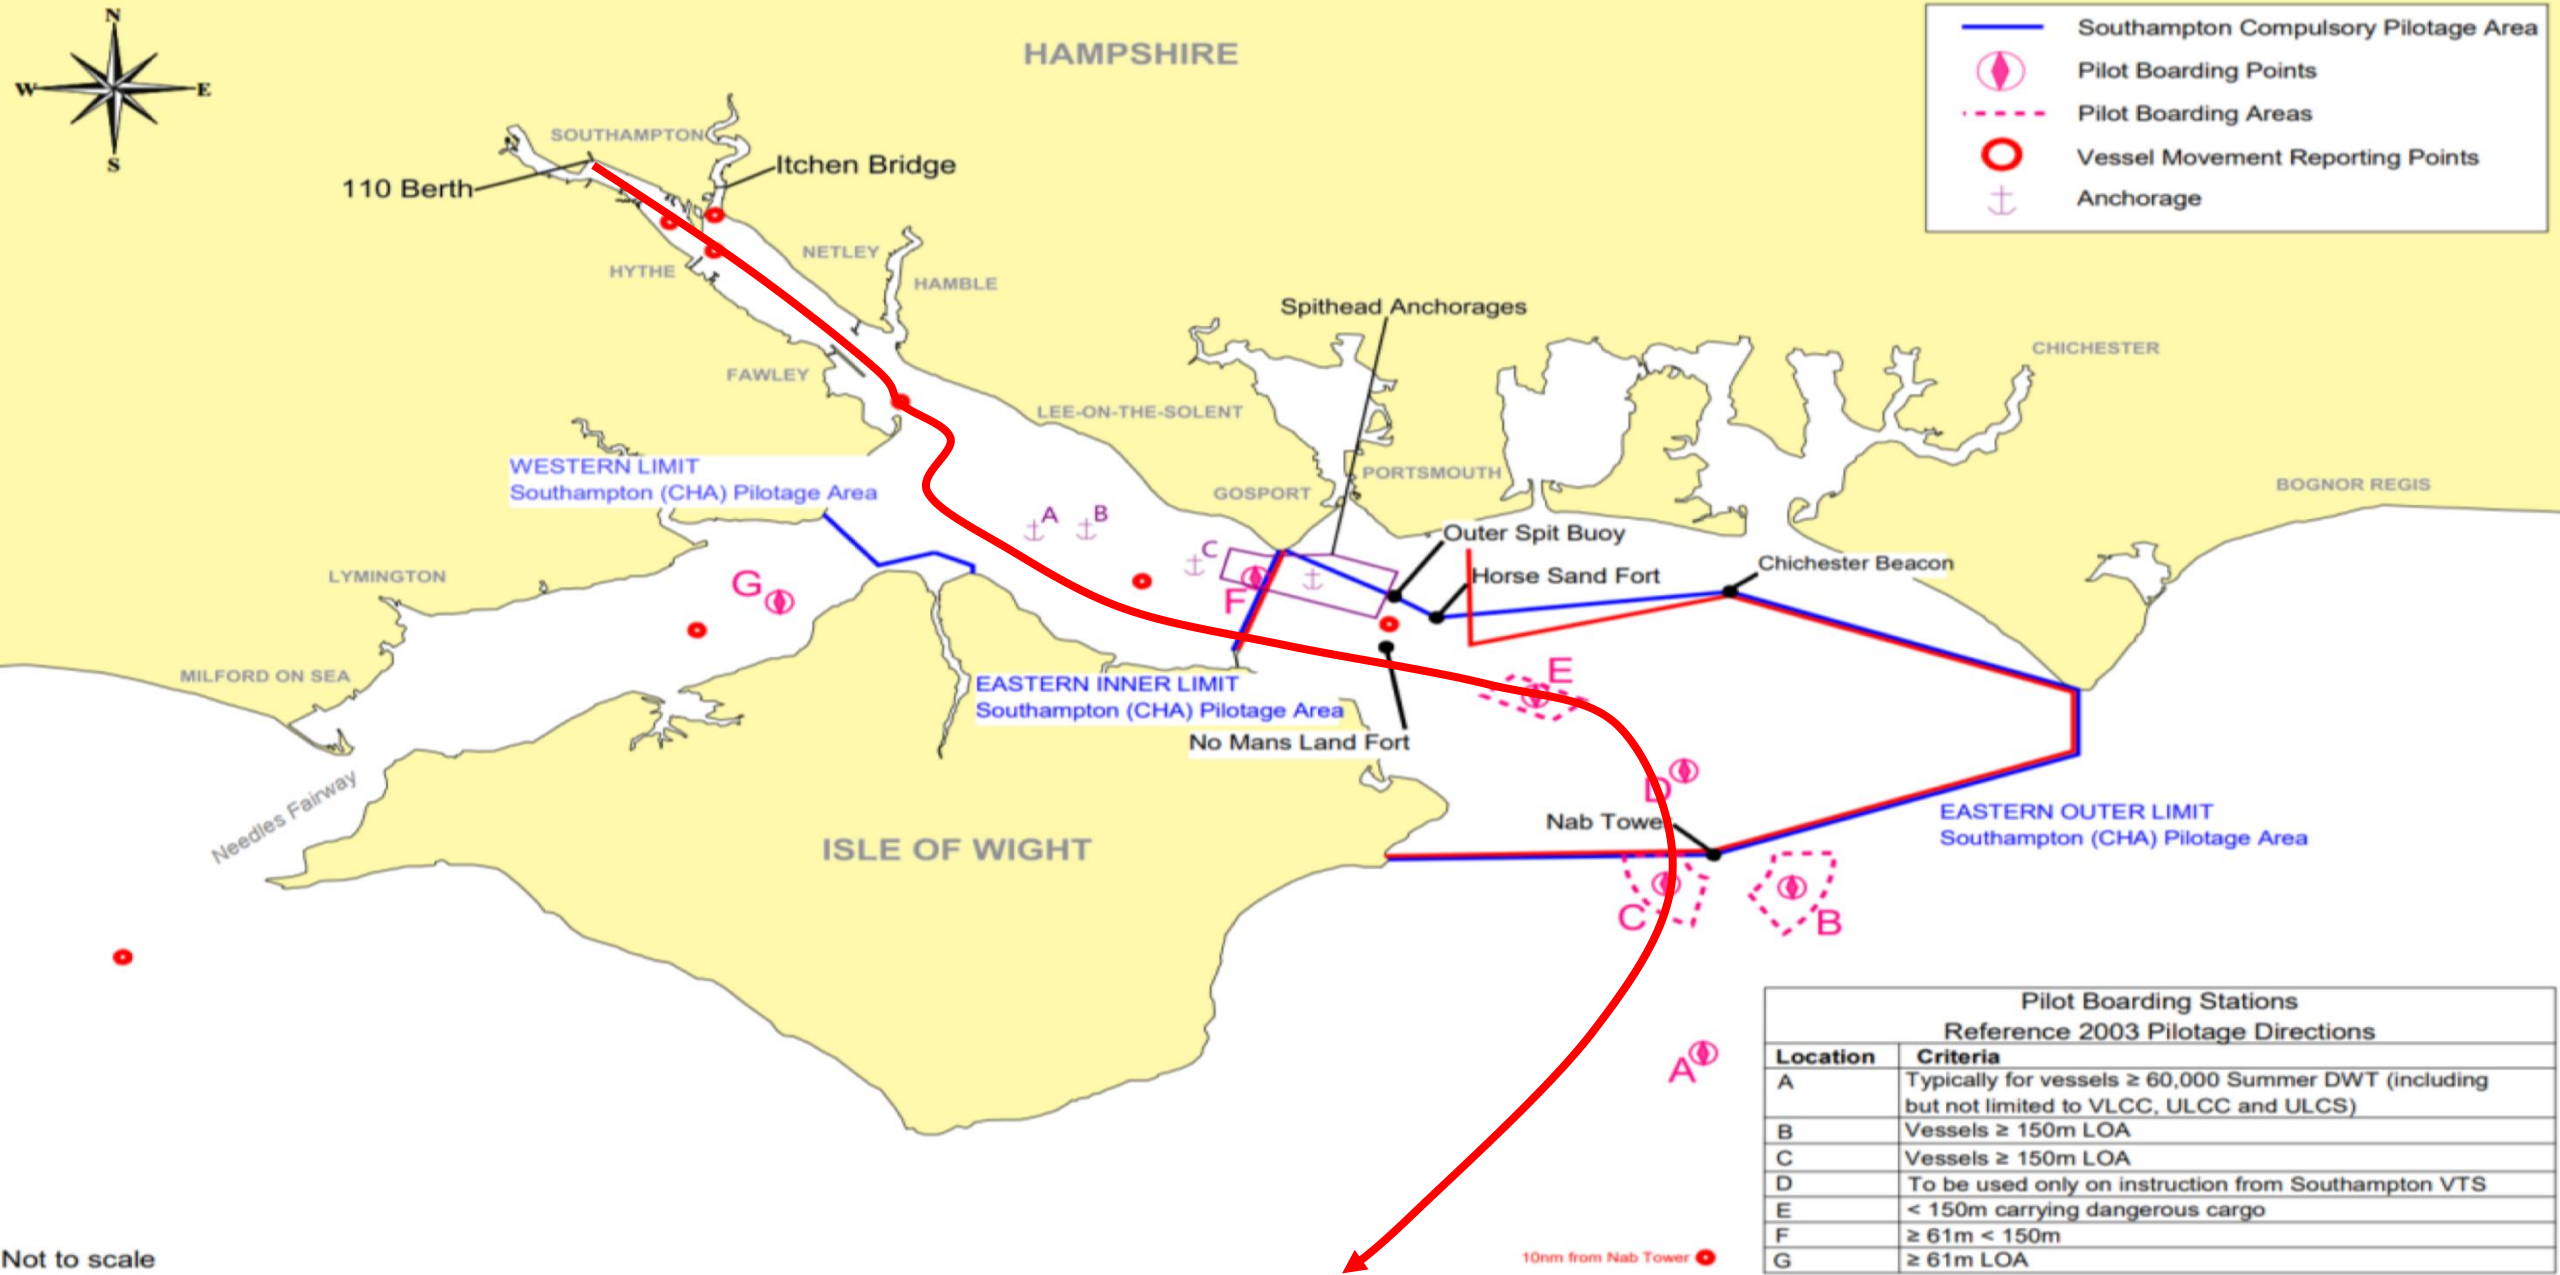 N
W
E
S
HAMPSHIRE
Southampton Compulsory Pilotage Area
Pilot Boarding Points
Pilot Boarding Areas
Vessel Movement Reporting Points
Anchorage
SOUTHAMPTON
Itchen Bridge
110 Berth
NETLEY
HYTHE
HAMBLE
Spithead Anchorages
CHICHESTER
FAWLEY
LEE-ON-THE-SOLENT
WESTERN LIMIT
Southampton (CHA) Pilotage Area
PORTSMOUTH
GOSPORT
BOGNOR REGIS
A
B
C
Outer Spit Buoy
Horse Sand Fort
Chichester Beacon
LYMINGTON
G
F
MILFORD ON SEA
EASTERN INNER LIMIT
Southampton (CHA) Pilotage Area
E
No Mans Land Fort
Needles Fairway
D
Nab Tower
ISLE OF WIGHT
EASTERN OUTER LIMIT
Southampton (CHA) Pilotage Area
C
B
A
Pilot Boarding Stations
Reference 2003 Pilotage Directions
Location Criteria
A Typically for vessels ≥ 60,000 Summer DWT (including
but not limited to VLCC, ULCC and ULCS)
B Vessels ≥ 150m LOA
C Vessels ≥ 150m LOA
D To be used only on instruction from Southampton VTS
E < 150m carrying dangerous cargo
F ≥ 61m < 150m
G ≥ 61m LOA
10nm from Nab Tower
Not to scale